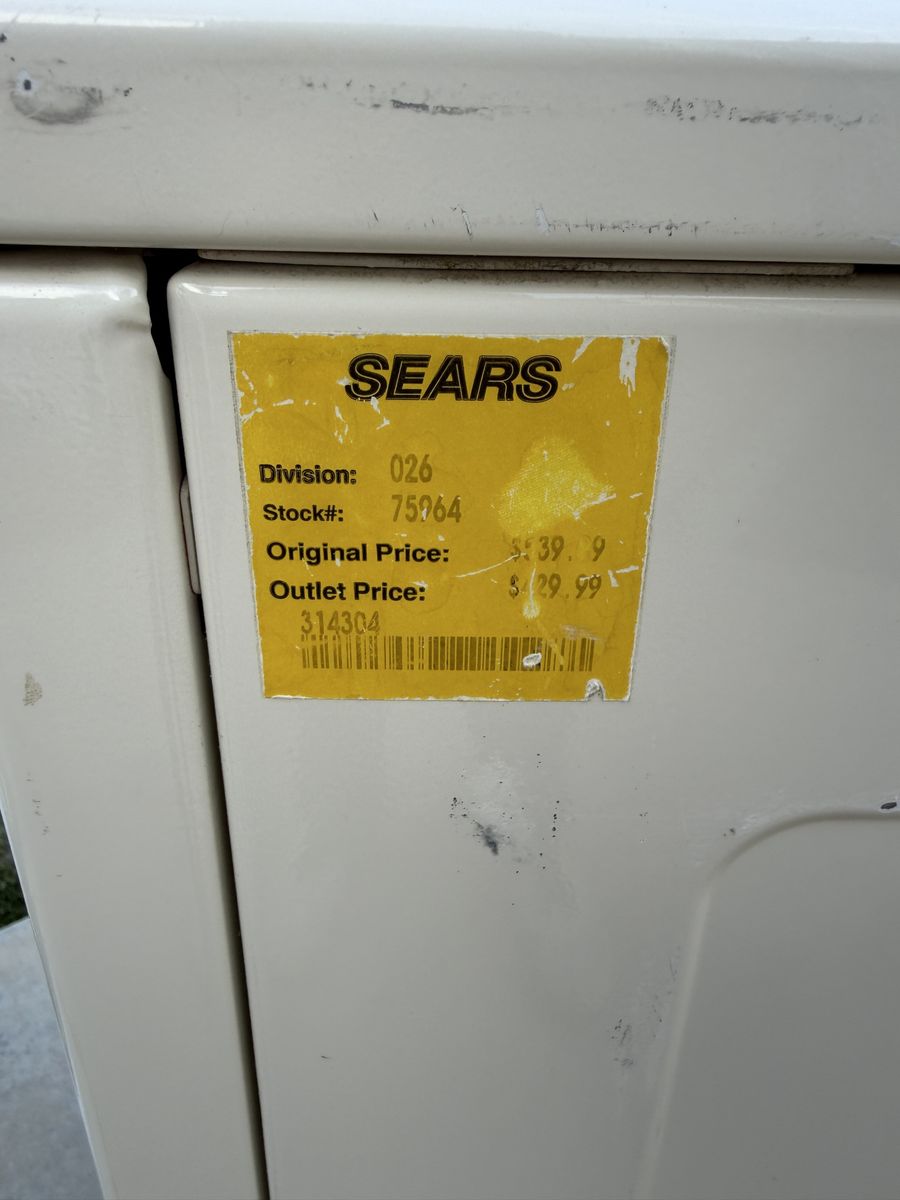 SEARS
Division: 026
Stock#: 75964
Original Price:
Outlet Price:
314304